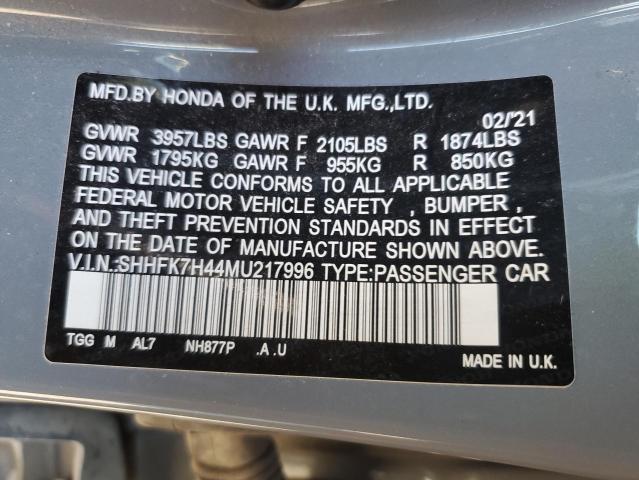 MFD.BY HONDA OF THE U.K. MFG.,LTD.
02/'21
GVWR 3957LBS GAWR F 2105LBS R 1874LBS
GVWR 1795KG GAWR F 955KG R 850KG
THIS VEHICLE CONFORMS TO ALL APPLICABLE
FEDERAL MOTOR VEHICLE SAFETY , BUMPER ,
AND THEFT PREVENTION STANDARDS IN EFFECT
ON THE DATE OF MANUFACTURE SHOWN ABOVE.
V.I.N.:SHHFK7H44MU217996 TYPE:PASSENGER CAR
TGG M AL7 NH877P .A .U
MADE IN U.K.